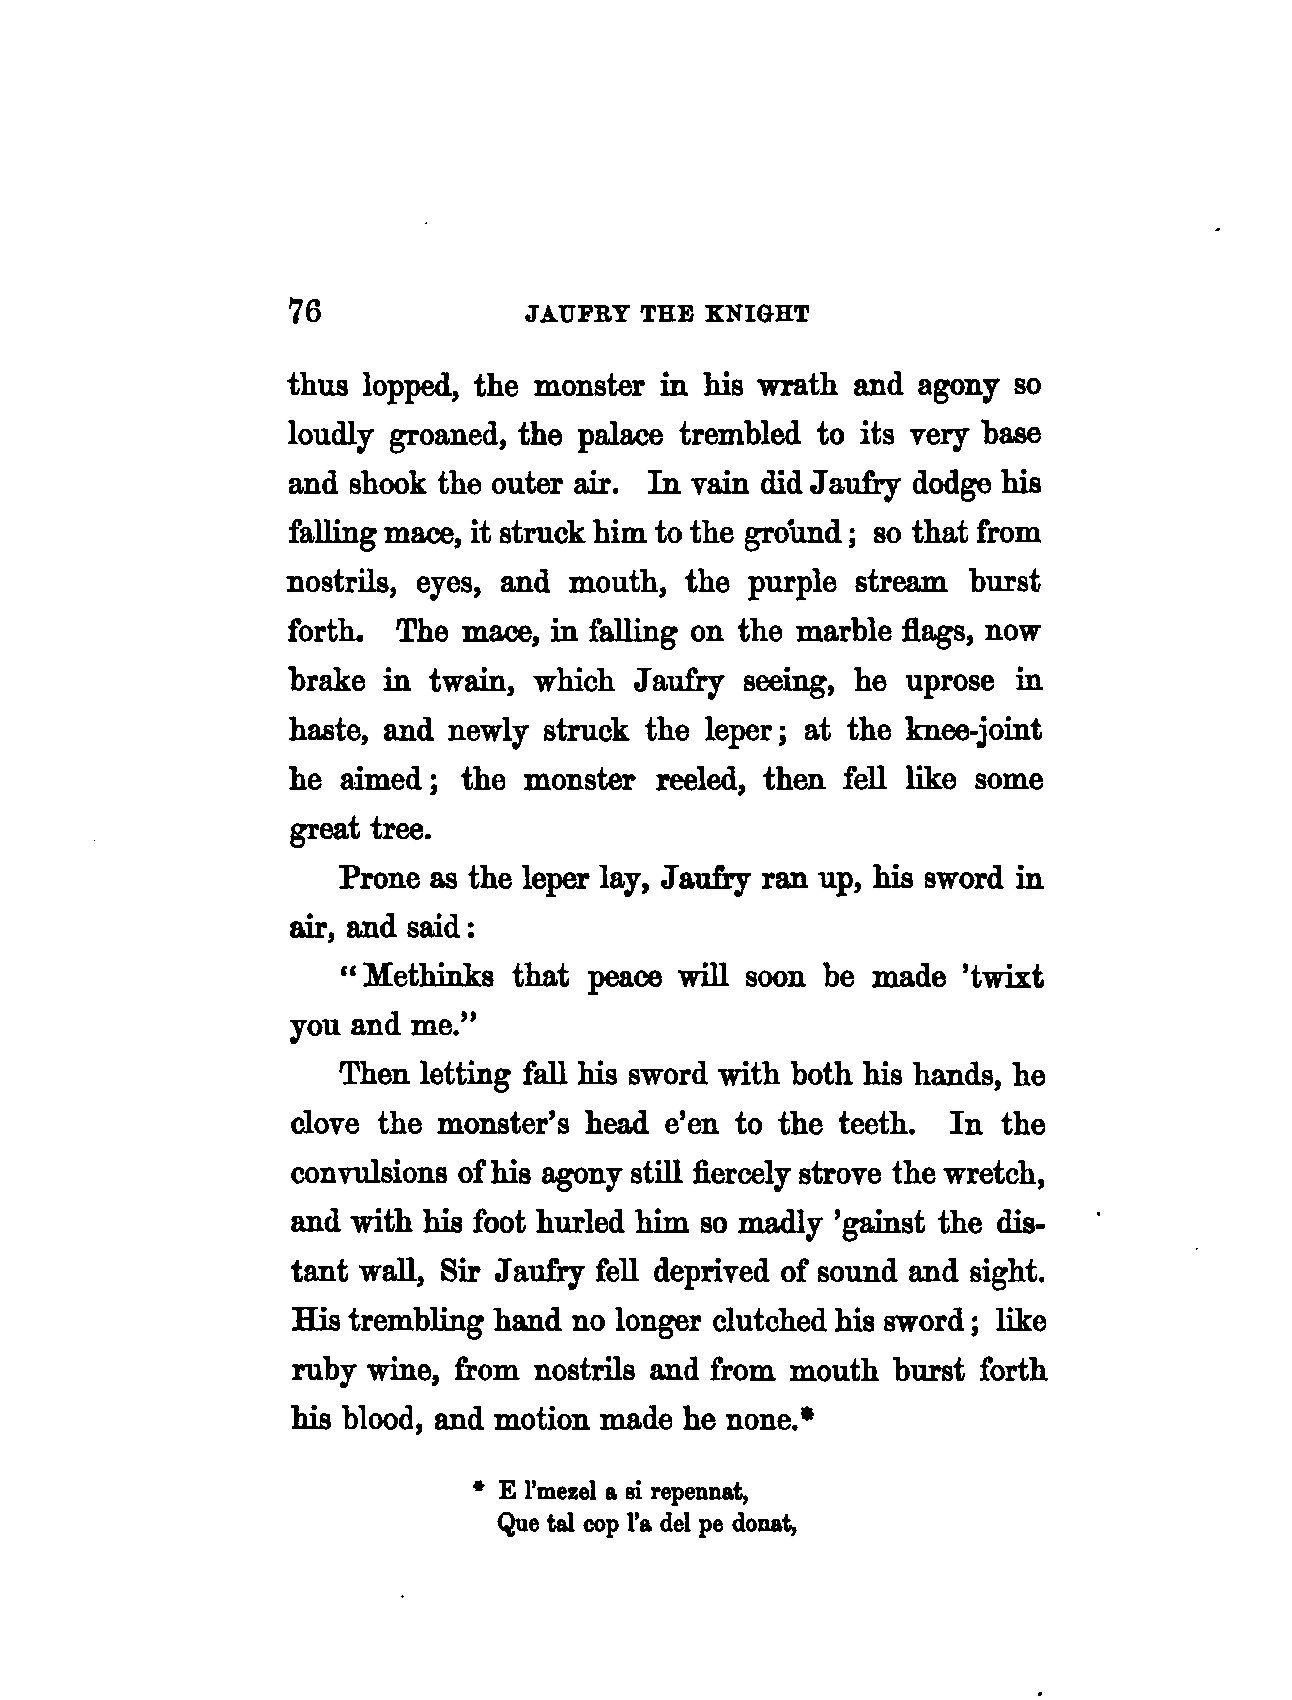 76 JAUFRY THE KNIGHT
thus lopped, the monster in his wrath and agony so
loudly groaned, the palace trembled to its very base
and shook the outer air. In vain did Jaufry dodge his
falling mace, it struck him to the ground; so that from
nostrils, eyes, and mouth, the purple stream burst
forth. The mace, in falling on the marble flags, now
brake in twain, which Jaufry seeing, he uprose in
haste, and newly struck the leper; at the knee-joint
he aimed; the monster reeled, then fell like some
great tree.
Prone as the leper lay, Jaufry ran up, his sword in
air, and said:
"Methinks that peace will soon be made 'twixt
you and me."
Then letting fall his sword with both his hands, he
clove the monster's head e'en to the teeth. In the
convulsions of his agony still fiercely strove the wretch,
and with his foot hurled him so madly 'gainst the dis-
tant wall, Sir Jaufry fell deprived of sound and sight.
His trembling hand no longer clutched his sword; like
ruby wine, from nostrils and from mouth burst forth
his blood, and motion made he none.*
* E l'mezel a si repennat,
Que tal cop l'a del pe donat,